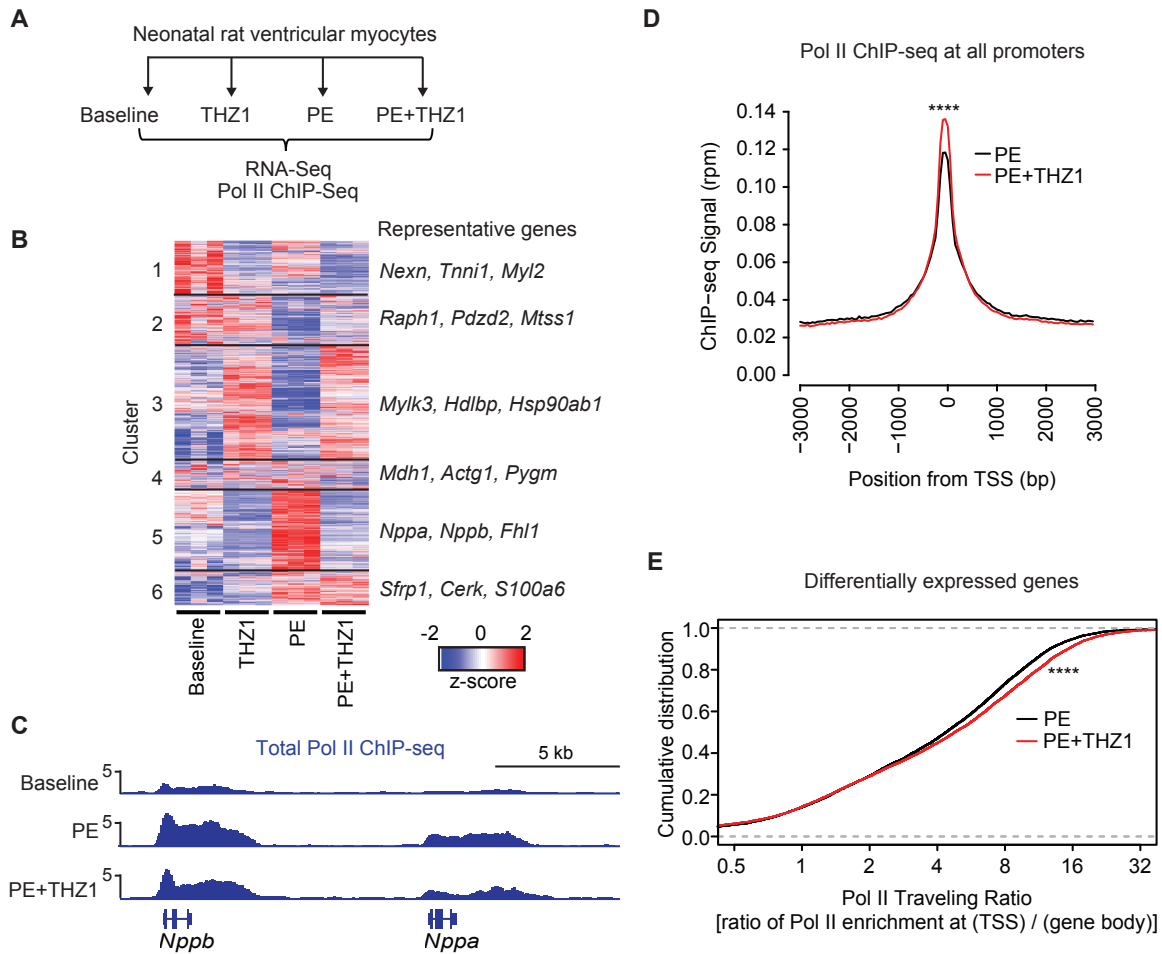 A
Neonatal rat ventricular myocytes
Baseline THZ1 PE PE+THZ1
RNA-Seq
Pol II ChIP-Seq
B
Representative genes
Cluster
1 Nexn, Tnni1, Myl2
2 Raph1, Pdzd2, Mtss1
3 Mylk3, Hdlbp, Hsp90ab1
4 Mdh1, Actg1, Pygm
5 Nppa, Nppb, Fhl1
6 Sfrp1, Cerk, S100a6
Baseline THZ1 PE PE+THZ1
-2 0 2
z-score
C
Total Pol II ChIP-seq
5 kb
Baseline 5
PE 5
PE+THZ1 5
Nppb Nppa
D
Pol II ChIP-seq at all promoters
ChIP−seq Signal (rpm)
0.14
0.12
0.10
0.08
0.06
0.04
0.02
0.00
****
PE
PE+THZ1
−3000 −2000 −1000 0 1000 2000 3000
Position from TSS (bp)
E
Differentially expressed genes
Cumulative distribution
1.0
0.8
0.6
0.4
0.2
0.0
****
PE
PE+THZ1
0.5 1 2 4 8 16 32
Pol II Traveling Ratio
[ratio of Pol II enrichment at (TSS) / (gene body)]